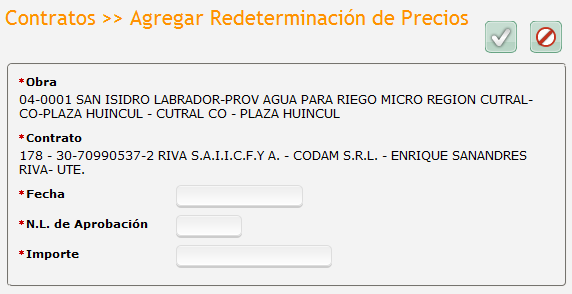 Contratos >> Agregar Redeterminación de Precios
*Obra
04-0001 SAN ISIDRO LABRADOR-PROV AGUA PARA RIEGO MICRO REGION CUTRAL-
CO-PLAZA HUINCUL - CUTRAL CO - PLAZA HUINCUL
*Contrato
178 - 30-70990537-2 RIVA S.A.I.I.C.F.Y A. - CODAM S.R.L. - ENRIQUE SANANDRES
RIVA- UTE.
*Fecha
*N.L. de Aprobación
*Importe